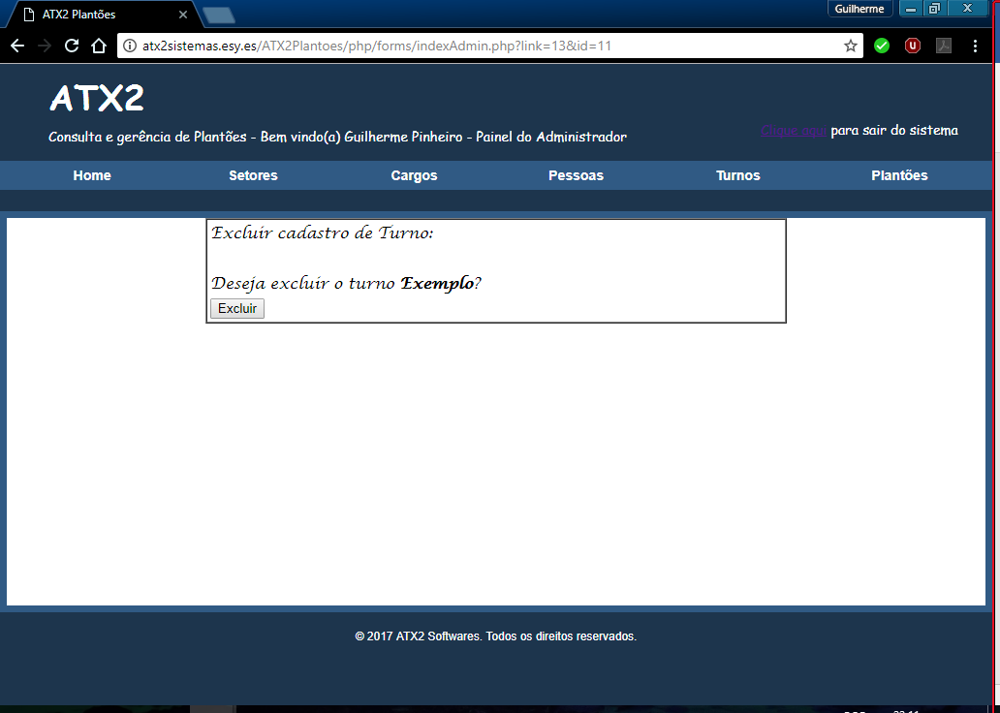 ATX2 Plantões
Guilherme
atx2sistemas.esy.es/ATX2Plantoes/php/forms/indexAdmin.php?link=13&id=11
ATX2
Consulta e gerência de Plantões - Bem vindo(a) Guilherme Pinheiro - Painel do Administrador
Clique aqui para sair do sistema
Home Setores Cargos Pessoas Turnos Plantões
Excluir cadastro de Turno:
Deseja excluir o turno Exemplo?
Excluir
© 2017 ATX2 Softwares. Todos os direitos reservados.